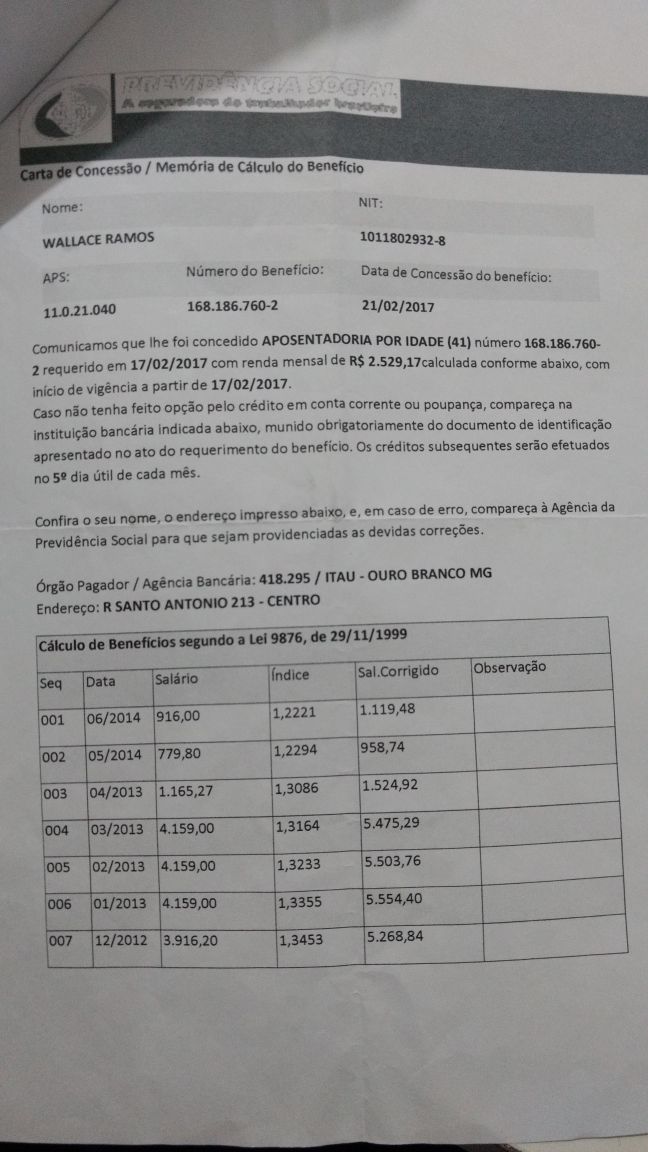 PREVIDÊNCIA SOCIAL
A seguradora do trabalhador brasileiro
Carta de Concessão / Memória de Cálculo do Benefício
Nome: NIT:
WALLACE RAMOS 1011802932-8
APS: Número do Benefício: Data de Concessão do benefício:
11.0.21.040 168.186.760-2 21/02/2017
Comunicamos que lhe foi concedido APOSENTADORIA POR IDADE (41) número 168.186.760-
2 requerido em 17/02/2017 com renda mensal de R$ 2.529,17calculada conforme abaixo, com
início de vigência a partir de 17/02/2017.
Caso não tenha feito opção pelo crédito em conta corrente ou poupança, compareça na
instituição bancária indicada abaixo, munido obrigatoriamente do documento de identificação
apresentado no ato do requerimento do benefício. Os créditos subsequentes serão efetuados
no 5º dia útil de cada mês.
Confira o seu nome, o endereço impresso abaixo, e, em caso de erro, compareça à Agência da
Previdência Social para que sejam providenciadas as devidas correções.
Órgão Pagador / Agência Bancária: 418.295 / ITAU - OURO BRANCO MG
Endereço: R SANTO ANTONIO 213 - CENTRO
Cálculo de Benefícios segundo a Lei 9876, de 29/11/1999
Seq Data Salário Índice Sal.Corrigido Observação
001 06/2014 916,00 1,2221 1.119,48
002 05/2014 779,80 1,2294 958,74
003 04/2013 1.165,27 1,3086 1.524,92
004 03/2013 4.159,00 1,3164 5.475,29
005 02/2013 4.159,00 1,3233 5.503,76
006 01/2013 4.159,00 1,3355 5.554,40
007 12/2012 3.916,20 1,3453 5.268,84